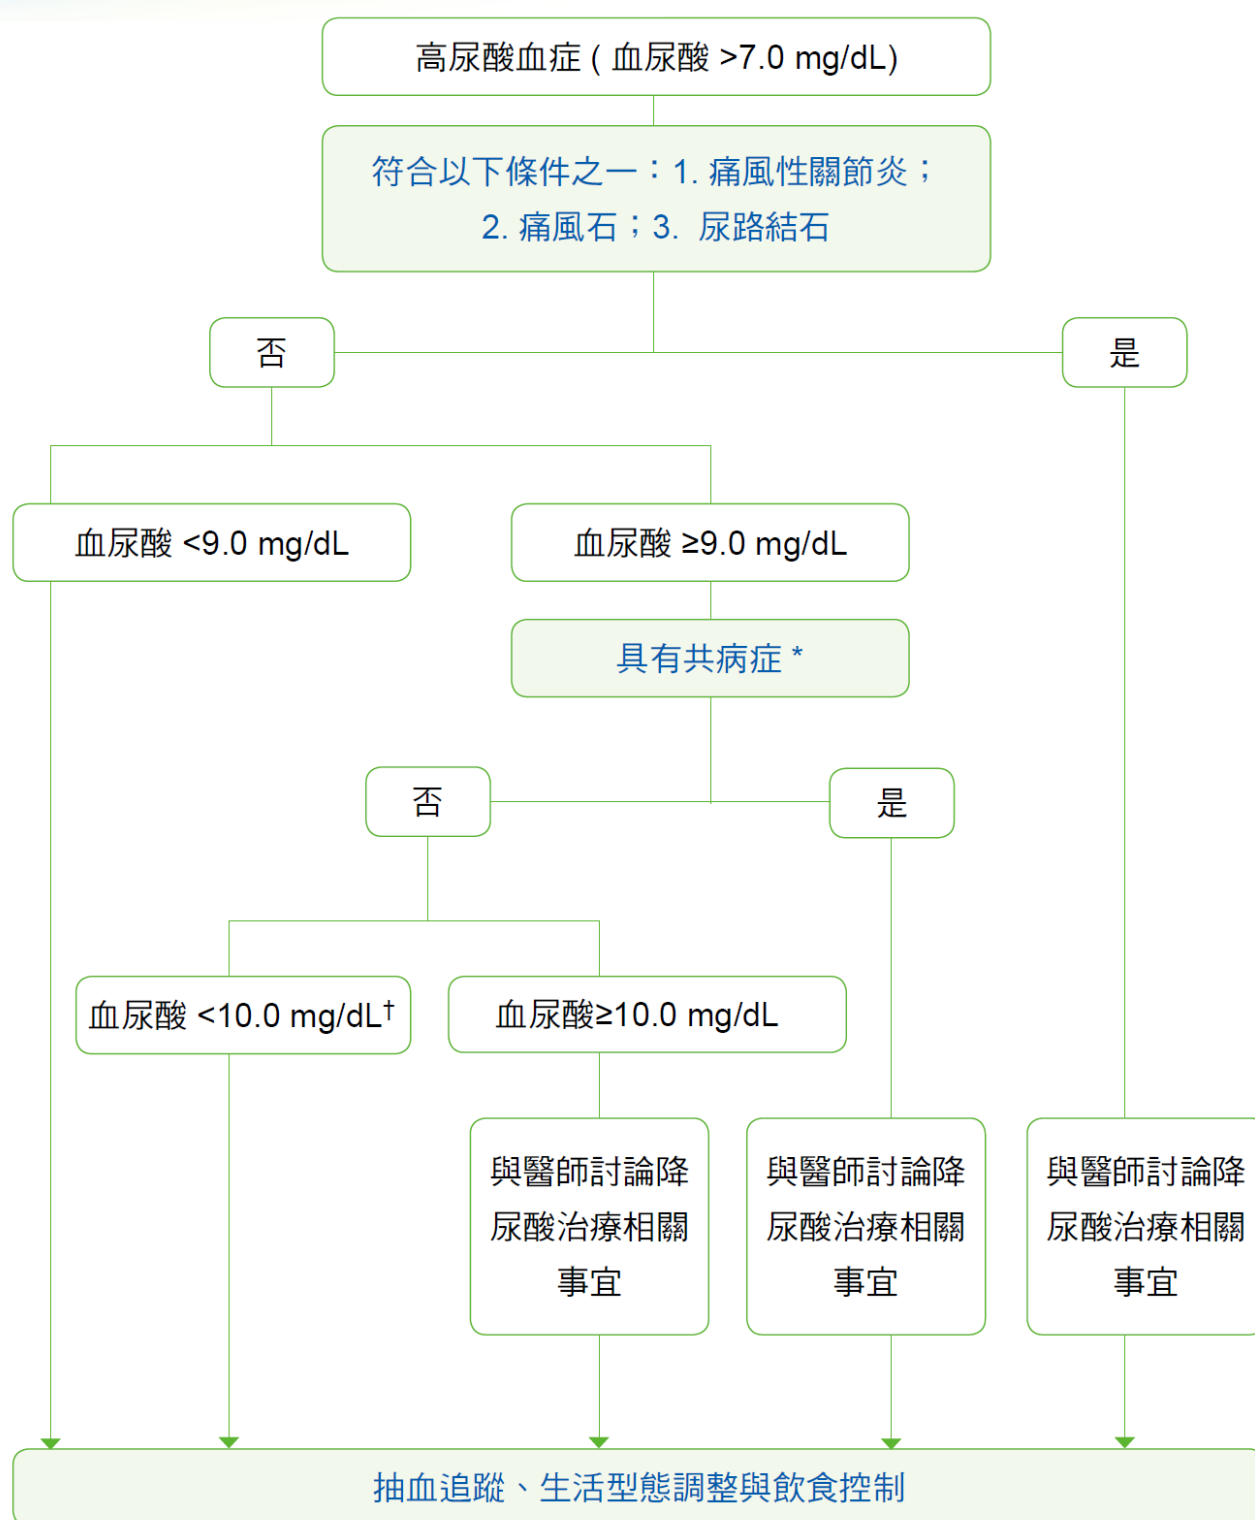 高尿酸血症 ( 血尿酸 >7.0 mg/dL)
符合以下條件之一：1. 痛風性關節炎；
2. 痛風石；3. 尿路結石
否
是
血尿酸 <9.0 mg/dL
血尿酸 ≥9.0 mg/dL
具有共病症 *
否
是
血尿酸 <10.0 mg/dL†
血尿酸≥10.0 mg/dL
與醫師討論降
尿酸治療相關
事宜
與醫師討論降
尿酸治療相關
事宜
與醫師討論降
尿酸治療相關
事宜
抽血追蹤、生活型態調整與飲食控制